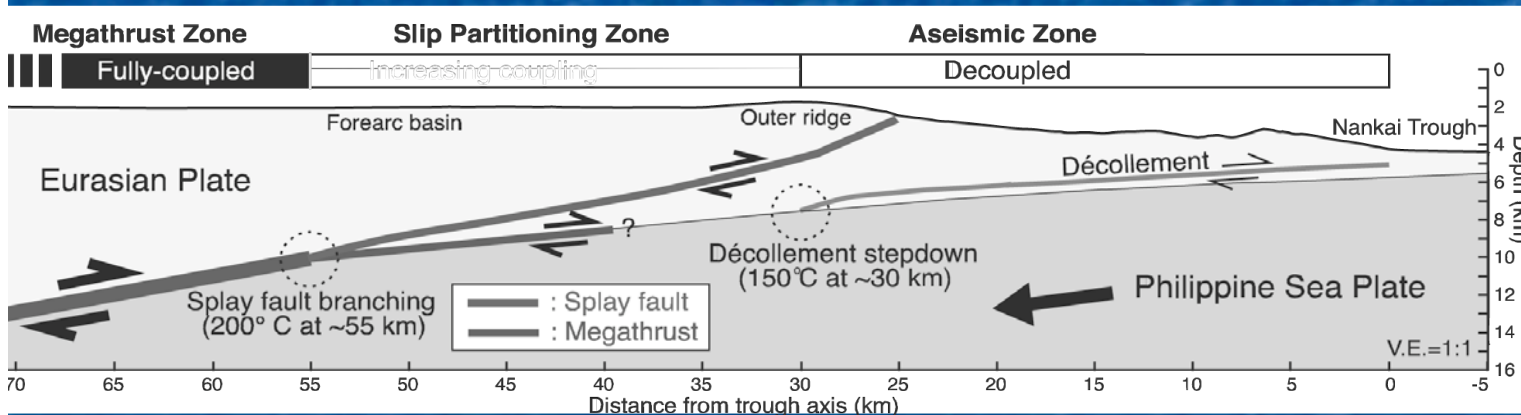 Megathrust Zone
Slip Partitioning Zone
Aseismic Zone
Fully-coupled
Increasing coupling
Decoupled
0
2
4
6
8
10
12
14
16
Depth (km)
Forearc basin
Outer ridge
Nankai Trough
Eurasian Plate
Décollement
?
Décollement stepdown
(150°C at ~30 km)
Splay fault branching
(200° C at ~55 km)
: Splay fault
: Megathrust
Philippine Sea Plate
V.E.=1:1
70 65 60 55 50 45 40 35 30 25 20 15 10 5 0 -5
Distance from trough axis (km)